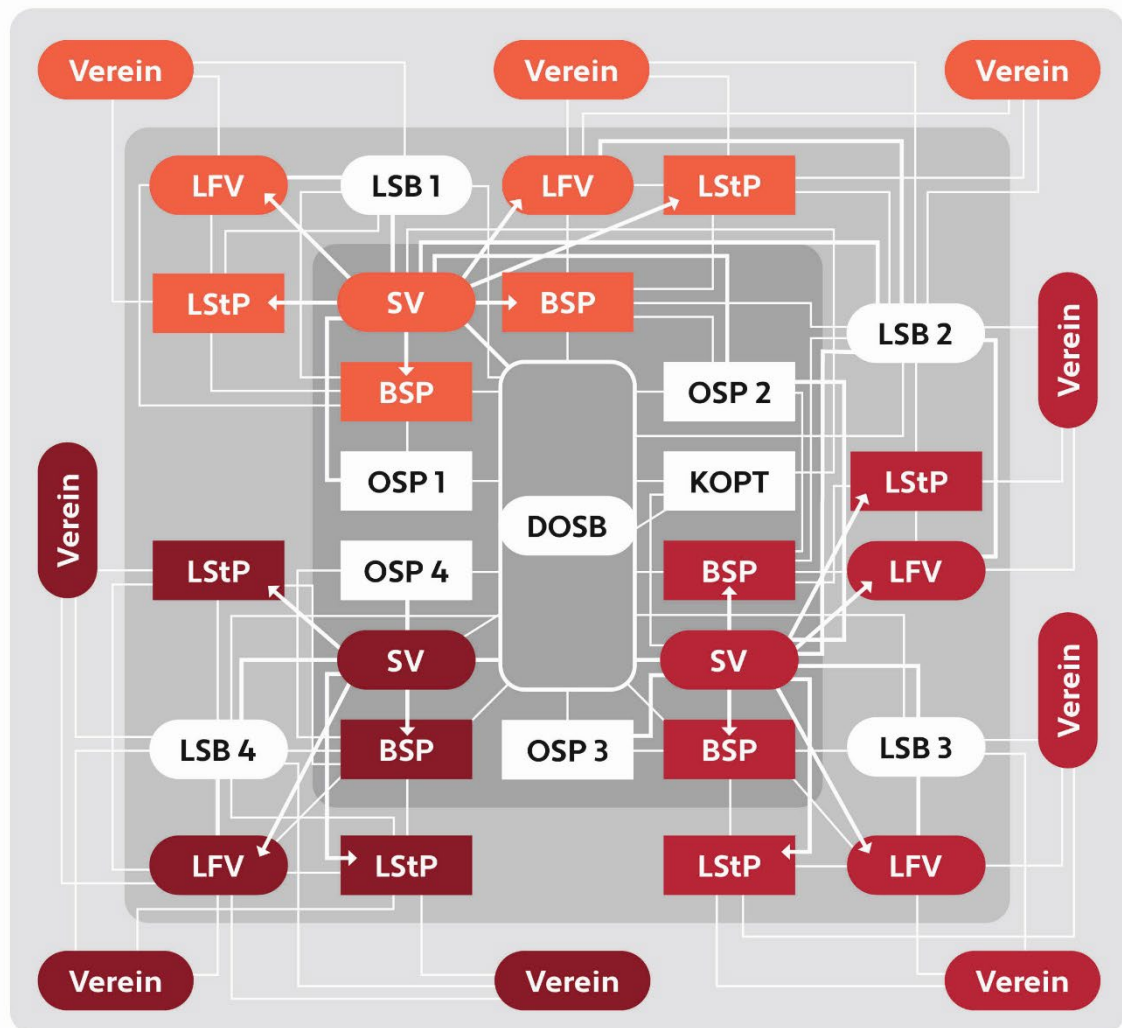 Verein
Verein
Verein
LFV
LSB 1
LFV
LStP
LStP
SV
BSP
LSB 2
Verein
BSP
OSP 2
OSP 1
KOPT
LStP
Verein
DOSB
LStP
OSP 4
BSP
LFV
SV
SV
Verein
LSB 4
BSP
OSP 3
BSP
LSB 3
LFV
LStP
LStP
LFV
Verein
Verein
Verein